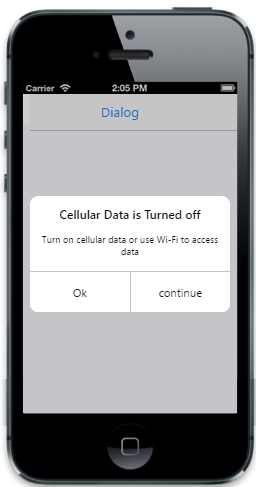 Carrier 2:05 PM
Dialog
Cellular Data is Turned off
Turn on cellular data or use Wi-Fi to access
data
Ok continue